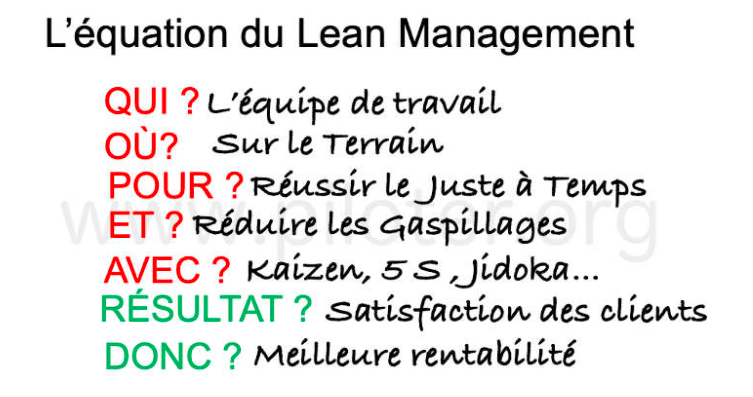 L'équation du Lean Management
QUI ? L'équipe de travail
OÙ? Sur le Terrain
POUR ? Réussir le Juste à Temps
ET ? Réduire les Gaspillages
AVEC ? Kaizen, 5 S , Jidoka...
RÉSULTAT ? Satisfaction des clients
DONC ? Meilleure rentabilité
www.piloter.org